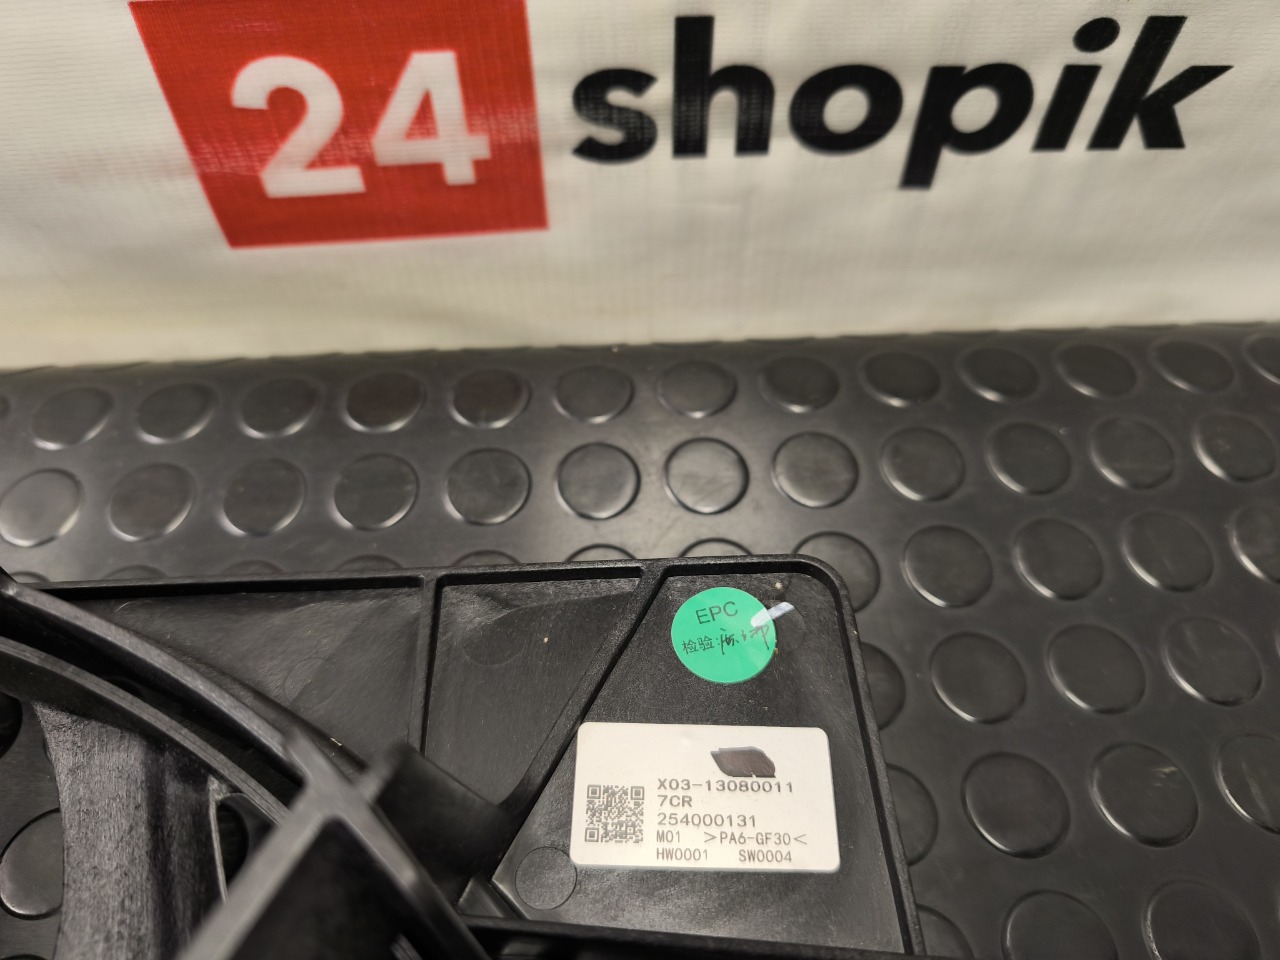 24 shopik
EPC
检验:
X03-13080011
7CR
254000131
M01 >PA6-GF30<
HW0001 SW0004